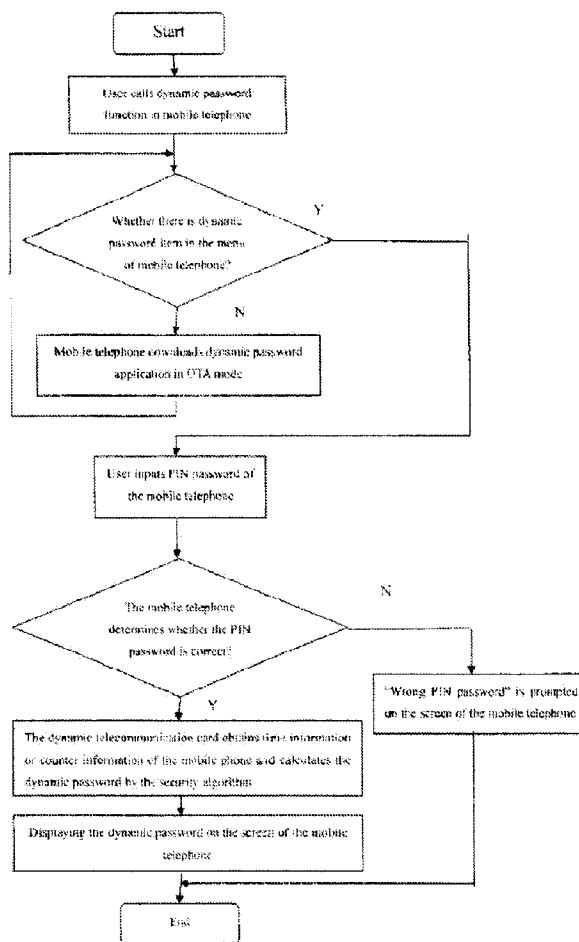 Start
User calls dynamic password
function in mobile telephone
Whether there is dynamic
password item in the menu
of mobile telephone?
Y
N
Mobile telephone downloads dynamic password
application in OTA mode
User inputs PIN password of
the mobile telephone
The mobile telephone
determines whether the PIN
password is correct?
N
Y
"Wrong PIN password" is prompted
on the screen of the mobile telephone
The dynamic telecommunication card obtains time information
or counter information of the mobile phone and calculates the
dynamic password by the security algorithm
Displaying the dynamic password on the screen of the mobile
telephone
End